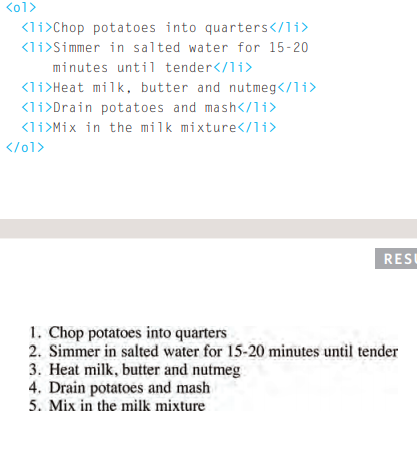 <ol>
<li>Chop potatoes into quarters</li>
<li>Simmer in salted water for 15-20
minutes until tender</li>
<li>Heat milk, butter and nutmeg</li>
<li>Drain potatoes and mash</li>
<li>Mix in the milk mixture</li>
</ol>
RESU
1. Chop potatoes into quarters
2. Simmer in salted water for 15-20 minutes until tender
3. Heat milk, butter and nutmeg
4. Drain potatoes and mash
5. Mix in the milk mixture